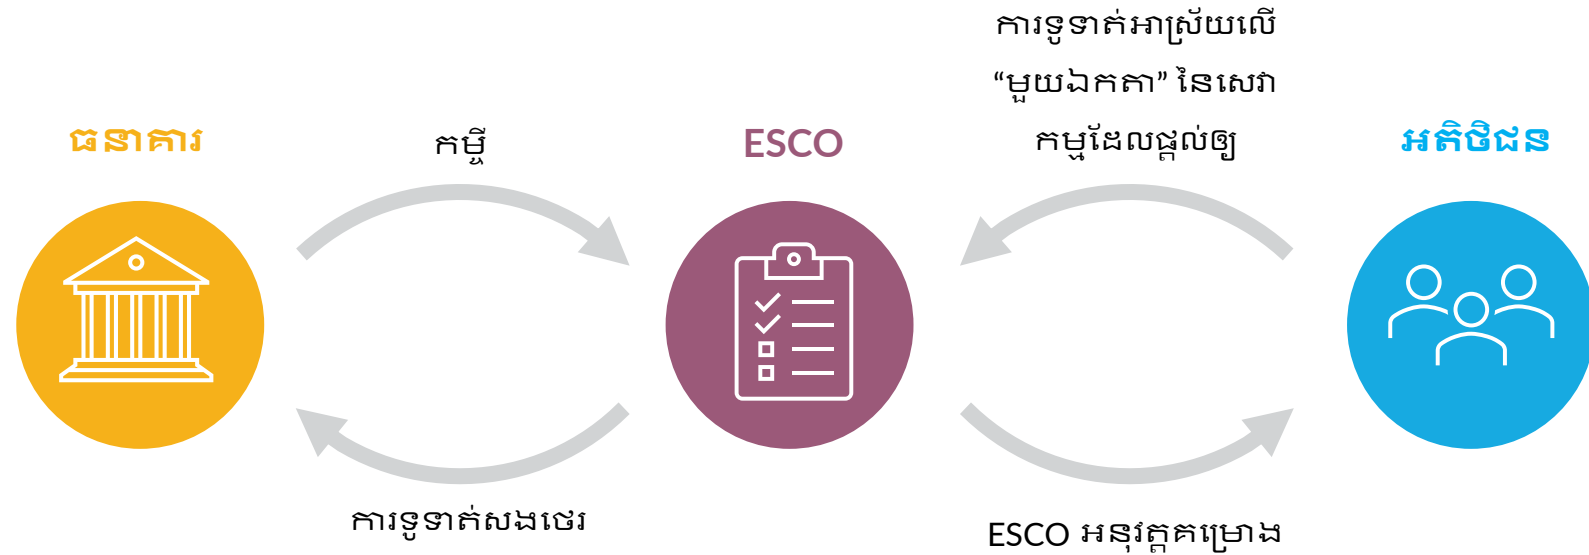 ធនាគារ
កម្ចី
ESCO
ការទូទាត់អាស្រ័យលើ
“មួយឯកតា” នៃសេវា
កម្មដែលផ្តល់ឲ្យ
អតិថិជន
ការទូទាត់សងថេរ
ESCO អនុវត្តគម្រោង